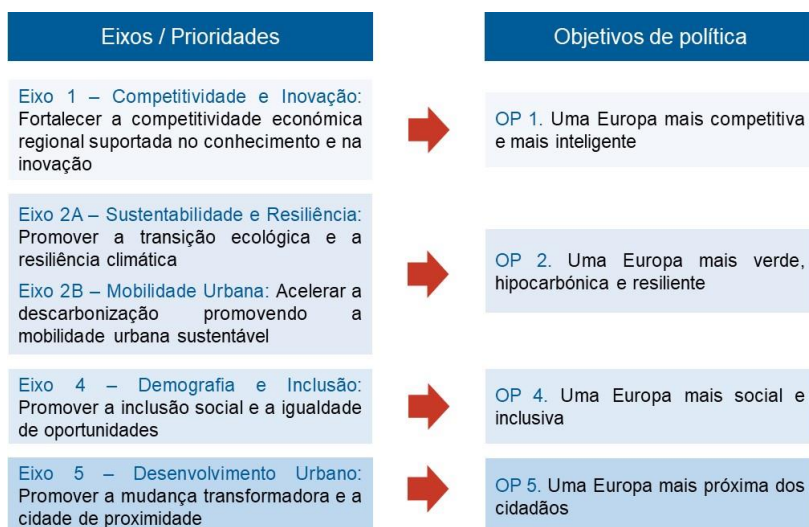 Eixos / Prioridades
Objetivos de política
Eixo 1 – Competitividade e Inovação:
Fortalecer a competitividade económica
regional suportada no conhecimento e na
inovação
OP 1. Uma Europa mais competitiva
e mais inteligente
Eixo 2A – Sustentabilidade e Resiliência:
Promover a transição ecológica e a
resiliência climática
Eixo 2B – Mobilidade Urbana: Acelerar a
descarbonização promovendo a
mobilidade urbana sustentável
OP 2. Uma Europa mais verde,
hipocarbónica e resiliente
Eixo 4 – Demografia e Inclusão:
Promover a inclusão social e a igualdade
de oportunidades
OP 4. Uma Europa mais social e
inclusiva
Eixo 5 – Desenvolvimento Urbano:
Promover a mudança transformadora e a
cidade de proximidade
OP 5. Uma Europa mais próxima dos
cidadãos